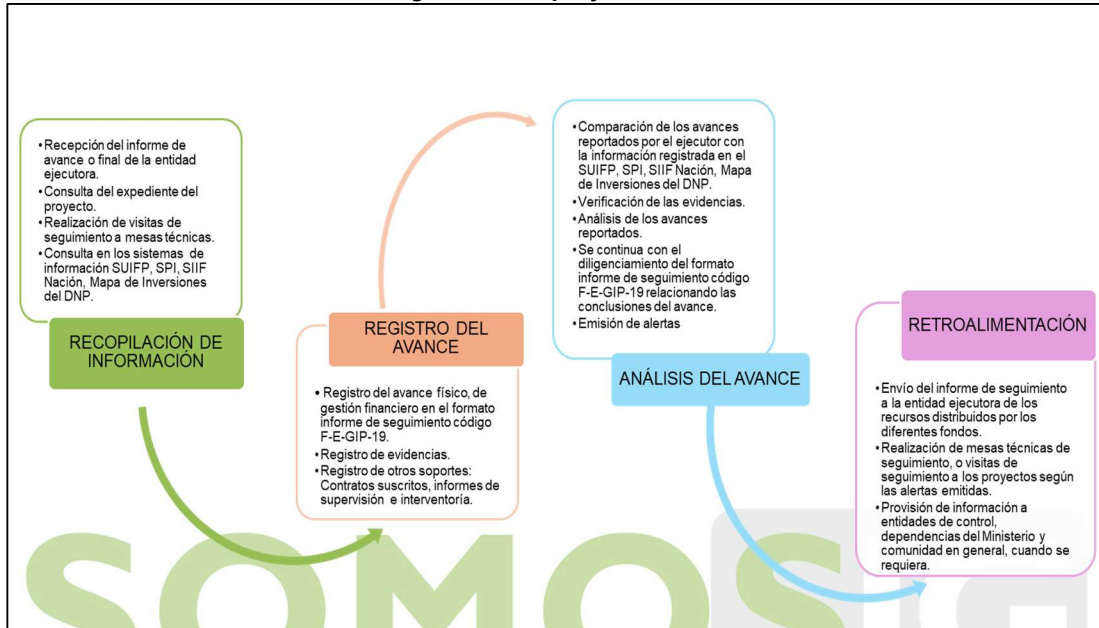 • Recepción del informe de
avance o final de la entidad
ejecutora.
• Consulta del expediente del
proyecto.
• Realización de visitas de
seguimiento a mesas técnicas.
• Consulta en los sistemas de
información SUIFP, SPI, SIIF
Nación, Mapa de Inversiones
del DNP.
RECOPILACIÓN DE
INFORMACIÓN
REGISTRO DEL
AVANCE
• Registro del avance físico, de
gestión financiero en el formato
informe de seguimiento código
F-E-GIP-19.
• Registro de evidencias.
• Registro de otros soportes:
Contratos suscritos, informes de
supervisión e interventoría.
• Comparación de los avances
reportados por el ejecutor con
la información registrada en el
SUIFP, SPI, SIIF Nación, Mapa
de Inversiones del DNP.
• Verificación de las evidencias.
• Análisis de los avances
reportados.
• Se continua con el
diligenciamiento del formato
informe de seguimiento código
F-E-GIP-19 relacionando las
conclusiones del avance.
• Emisión de alertas
ANÁLISIS DEL AVANCE
RETROALIMENTACIÓN
• Envío del informe de seguimiento
a la entidad ejecutora de los
recursos distribuidos por los
diferentes fondos.
• Realización de mesas técnicas de
seguimiento, o visitas de
seguimiento a los proyectos según
las alertas emitidas.
• Provisión de información a
entidades de control,
dependencias del Ministerio y
comunidad en general, cuando se
requiera.
SOMOSIG